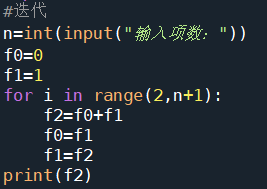 #迭代
n=int(input("输入项数: "))
f0=0
f1=1
for i in range(2,n+1):
    f2=f0+f1
    f0=f1
    f1=f2
print(f2)